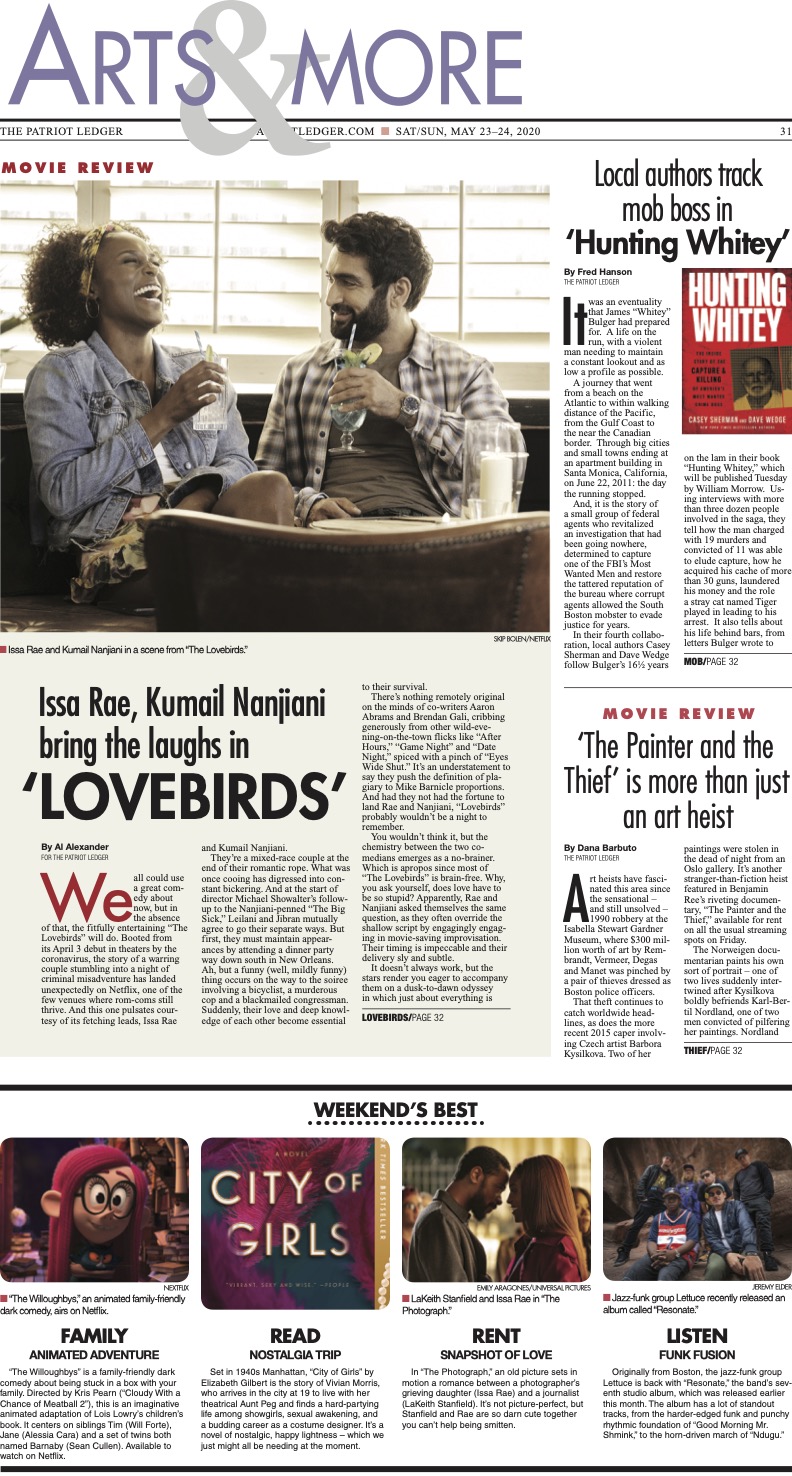 ARTS & MORE
THE PATRIOT LEDGER
TLEDGER.COM ■ SAT/SUN, MAY 23–24, 2020
31
MOVIE REVIEW
SKIP BOLEN/NETFLIX
Issa Rae and Kumail Nanjiani in a scene from “The Lovebirds.”
Issa Rae, Kumail Nanjiani
bring the laughs in
‘LOVEBIRDS’
By Al Alexander
FOR THE PATRIOT LEDGER
We all could use
a great com-
edy about
now, but in
the absence
of that, the fitfully entertaining “The
Lovebirds” will do. Booted from
its April 3 debut in theaters by the
coronavirus, the story of a warring
couple stumbling into a night of
criminal misadventure has landed
unexpectedly on Netflix, one of the
few venues where rom-coms still
thrive. And this one pulsates cour-
tesy of its fetching leads, Issa Rae
and Kumail Nanjiani.
They’re a mixed-race couple at the
end of their romantic rope. What was
once cooing has digressed into con-
stant bickering. And at the start of
director Michael Showalter’s follow-
up to the Nanjiani-penned “The Big
Sick,” Leilani and Jibran mutually
agree to go their separate ways. But
first, they must maintain appear-
ances by attending a dinner party
way down south in New Orleans.
Ah, but a funny (well, mildly funny)
thing occurs on the way to the soiree
involving a bicyclist, a murderous
cop and a blackmailed congressman.
Suddenly, their love and deep knowl-
edge of each other become essential
to their survival.
There’s nothing remotely original
on the minds of co-writers Aaron
Abrams and Brendan Gali, cribbing
generously from other wild-eve-
ning-on-the-town flicks like “After
Hours,” “Game Night” and “Date
Night,” spiced with a pinch of “Eyes
Wide Shut.” It’s an understatement to
say they push the definition of pla-
giary to Mike Barnicle proportions.
And had they not had the fortune to
land Rae and Nanjiani, “Lovebirds”
probably wouldn’t be a night to
remember.
You wouldn’t think it, but the
chemistry between the two co-
medians emerges as a no-brainer.
Which is apropos since most of
“The Lovebirds” is brain-free. Why,
you ask yourself, does love have to
be so stupid? Apparently, Rae and
Nanjiani asked themselves the same
question, as they often override the
shallow script by engagingly engag-
ing in movie-saving improvisation.
Their timing is impeccable and their
delivery sly and subtle.
It doesn’t always work, but the
stars render you eager to accompany
them on a dusk-to-dawn odyssey
in which just about everything is
LOVEBIRDS/PAGE 32
Local authors track
mob boss in
‘Hunting Whitey’
By Fred Hanson
THE PATRIOT LEDGER
It was an eventuality
that James “Whitey”
Bulger had prepared
for. A life on the
run, with a violent
man needing to maintain
a constant lookout and as
low a profile as possible.
A journey that went
from a beach on the
Atlantic to within walking
distance of the Pacific,
from the Gulf Coast to
the near the Canadian
border. Through big cities
and small towns ending at
an apartment building in
Santa Monica, California,
on June 22, 2011: the day
the running stopped.
And, it is the story of
a small group of federal
agents who revitalized
an investigation that had
been going nowhere,
determined to capture
one of the FBI’s Most
Wanted Men and restore
the tattered reputation of
the bureau where corrupt
agents allowed the South
Boston mobster to evade
justice for years.
In their fourth collabo-
ration, local authors Casey
Sherman and Dave Wedge
follow Bulger’s 16½ years
HUNTING
WHITEY
THE INSIDE
STORY OF THE
CAPTURE &
KILLING
OF AMERICA'S
MOST WANTED
CRIME BOSS
CASEY SHERMAN AND DAVE WEDGE
NEW YORK TIMES BESTSELLING AUTHORS
on the lam in their book
“Hunting Whitey,” which
will be published Tuesday
by William Morrow. Us-
ing interviews with more
than three dozen people
involved in the saga, they
tell how the man charged
with 19 murders and
convicted of 11 was able
to elude capture, how he
acquired his cache of more
than 30 guns, laundered
his money and the role
a stray cat named Tiger
played in leading to his
arrest. It also tells about
his life behind bars, from
letters Bulger wrote to
MOB/PAGE 32
MOVIE REVIEW
‘The Painter and the
Thief’ is more than just
an art heist
By Dana Barbuto
THE PATRIOT LEDGER
Art heists have fasci-
nated this area since
the sensational –
and still unsolved –
1990 robbery at the
Isabella Stewart Gardner
Museum, where $300 mil-
lion worth of art by Rem-
brandt, Vermeer, Degas
and Manet was pinched by
a pair of thieves dressed as
Boston police officers.
That theft continues to
catch worldwide head-
lines, as does the more
recent 2015 caper involv-
ing Czech artist Barbora
Kysilkova. Two of her
paintings were stolen in
the dead of night from an
Oslo gallery. It’s another
stranger-than-fiction heist
featured in Benjamin
Ree’s riveting documen-
tary, “The Painter and the
Thief,” available for rent
on all the usual streaming
spots on Friday.
The Norweigen docu-
mentarian paints his own
sort of portrait – one of
two lives suddenly inter-
twined after Kysilkova
boldly befriends Karl-Ber-
til Nordland, one of two
men convicted of pilfering
her paintings. Nordland
THIEF/PAGE 32
WEEKEND’S BEST
NEXTFLIX
“The Willoughbys,” an animated family-friendly
dark comedy, airs on Netflix.
FAMILY
ANIMATED ADVENTURE
“The Willoughbys” is a family-friendly dark
comedy about being stuck in a box with your
family. Directed by Kris Pearn (“Cloudy With a
Chance of Meatball 2”), this is an imaginative
animated adaptation of Lois Lowry’s children’s
book. It centers on siblings Tim (Will Forte),
Jane (Alessia Cara) and a set of twins both
named Barnaby (Sean Cullen). Available to
watch on Netflix.
A NOVEL
CITY OF
GIRLS
"VIBRANT, SEXY AND WISE." —PEOPLE
TIMES BESTSELLER
READ
NOSTALGIA TRIP
Set in 1940s Manhattan, “City of Girls” by
Elizabeth Gilbert is the story of Vivian Morris,
who arrives in the city at 19 to live with her
theatrical Aunt Peg and finds a hard-partying
life among showgirls, sexual awakening, and
a budding career as a costume designer. It’s a
novel of nostalgic, happy lightness – which we
just might all be needing at the moment.
EMILY ARAGONES/UNIVERSAL PICTURES
LaKeith Stanfield and Issa Rae in “The
Photograph.”
RENT
SNAPSHOT OF LOVE
In “The Photograph,” an old picture sets in
motion a romance between a photographer’s
grieving daughter (Issa Rae) and a journalist
(LaKeith Stanfield). It’s not picture-perfect, but
Stanfield and Rae are so darn cute together
you can’t help being smitten.
JEREMY ELDER
Jazz-funk group Lettuce recently released an
album called “Resonate.”
LISTEN
FUNK FUSION
Originally from Boston, the jazz-funk group
Lettuce is back with “Resonate,” the band’s sev-
enth studio album, which was released earlier
this month. The album has a lot of standout
tracks, from the harder-edged funk and punchy
rhythmic foundation of “Good Morning Mr.
Shmink,” to the horn-driven march of “Ndugu.”